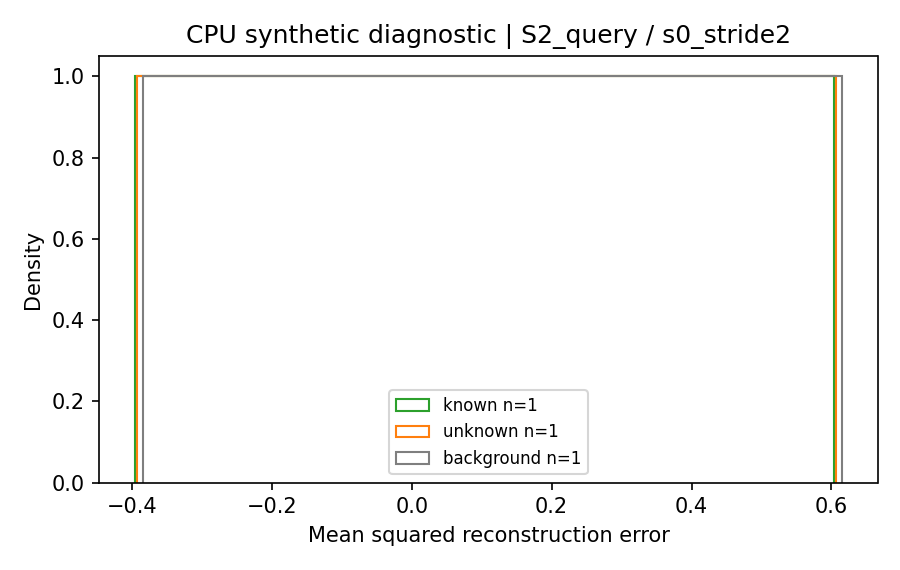 CPU synthetic diagnostic | S2_query / s0_stride2
Density
1.0
0.8
0.6
0.4
0.2
0.0
known n=1
unknown n=1
background n=1
−0.4 −0.2 0.0 0.2 0.4 0.6
Mean squared reconstruction error